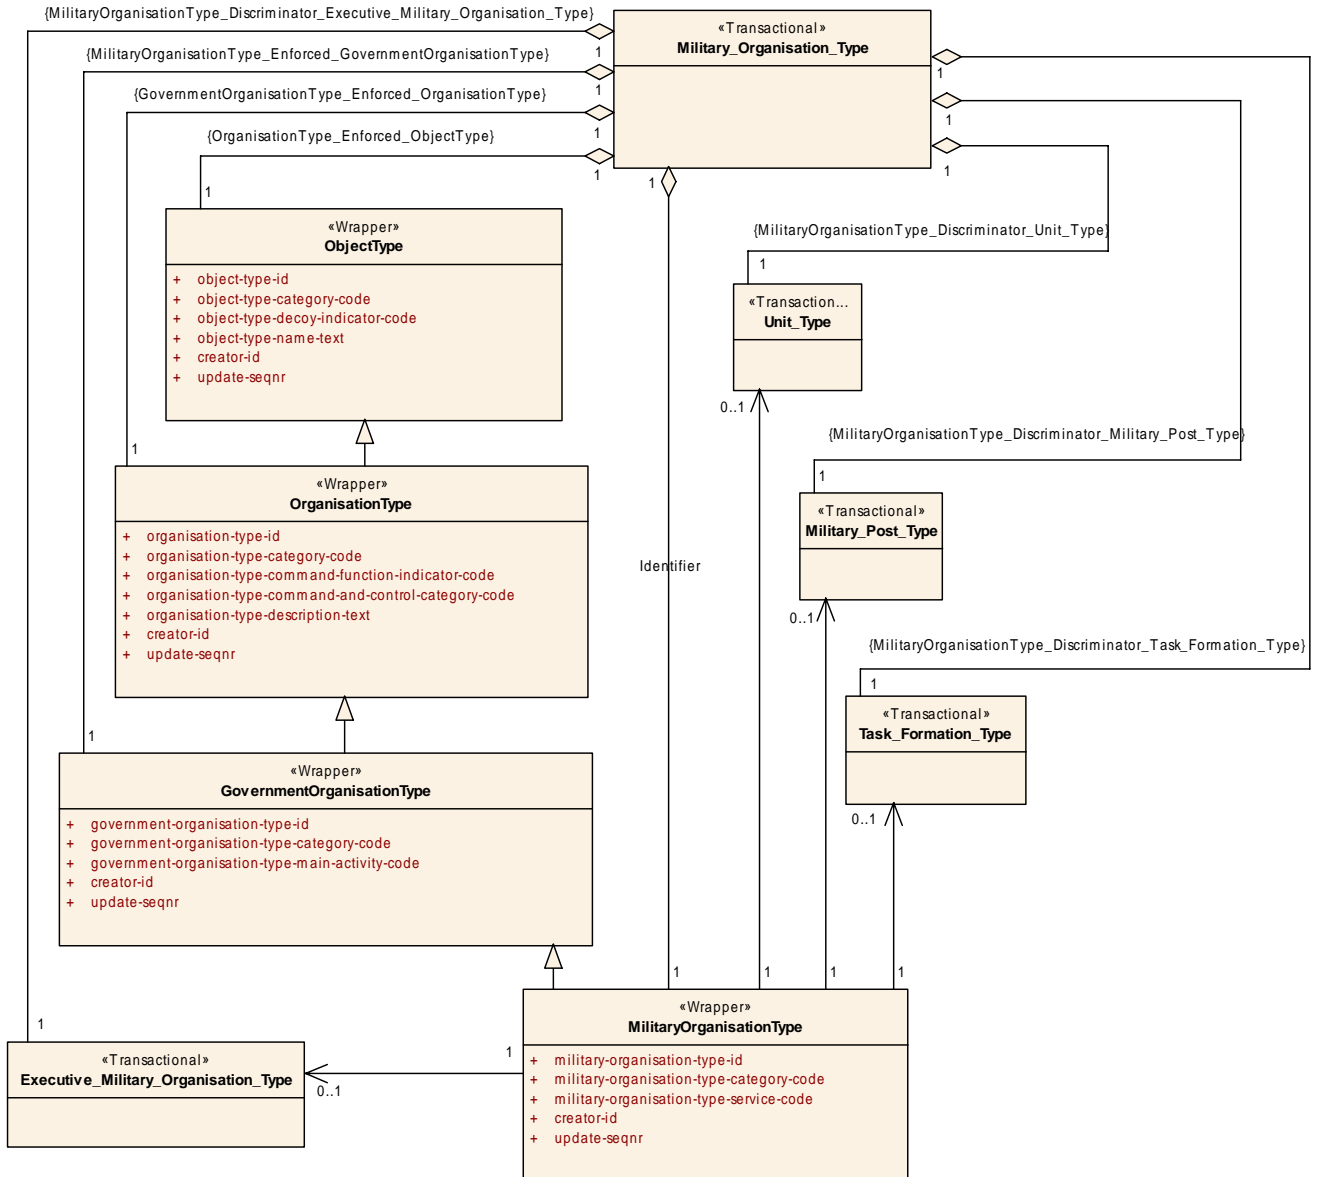 {MilitaryOrganisationType_Discriminator_Executive_Military_Organisation_Type}
1
{MilitaryOrganisationType_Enforced_GovernmentOrganisationType}
1
{GovernmentOrganisationType_Enforced_OrganisationType}
1
{OrganisationType_Enforced_ObjectType}
1
1
«Transactional»
Military_Organisation_Type
1
1
1
1
«Wrapper»
ObjectType
+ object-type-id
+ object-type-category-code
+ object-type-decoy-indicator-code
+ object-type-name-text
+ creator-id
+ update-seqnr
{MilitaryOrganisationType_Discriminator_Unit_Type}
1
«Transaction...
Unit_Type
0..1
1
«Wrapper»
OrganisationType
+ organisation-type-id
+ organisation-type-category-code
+ organisation-type-command-function-indicator-code
+ organisation-type-command-and-control-category-code
+ organisation-type-description-text
+ creator-id
+ update-seqnr
{MilitaryOrganisationType_Discriminator_Military_Post_Type}
1
«Transactional»
Military_Post_Type
0..1
Identifier
{MilitaryOrganisationType_Discriminator_Task_Formation_Type}
1
«Transactional»
Task_Formation_Type
0..1
1
«Wrapper»
GovernmentOrganisationType
+ government-organisation-type-id
+ government-organisation-type-category-code
+ government-organisation-type-main-activity-code
+ creator-id
+ update-seqnr
1
1
1
1
«Wrapper»
MilitaryOrganisationType
+ military-organisation-type-id
+ military-organisation-type-category-code
+ military-organisation-type-service-code
+ creator-id
+ update-seqnr
1
«Transactional»
Executive_Military_Organisation_Type
1
0..1